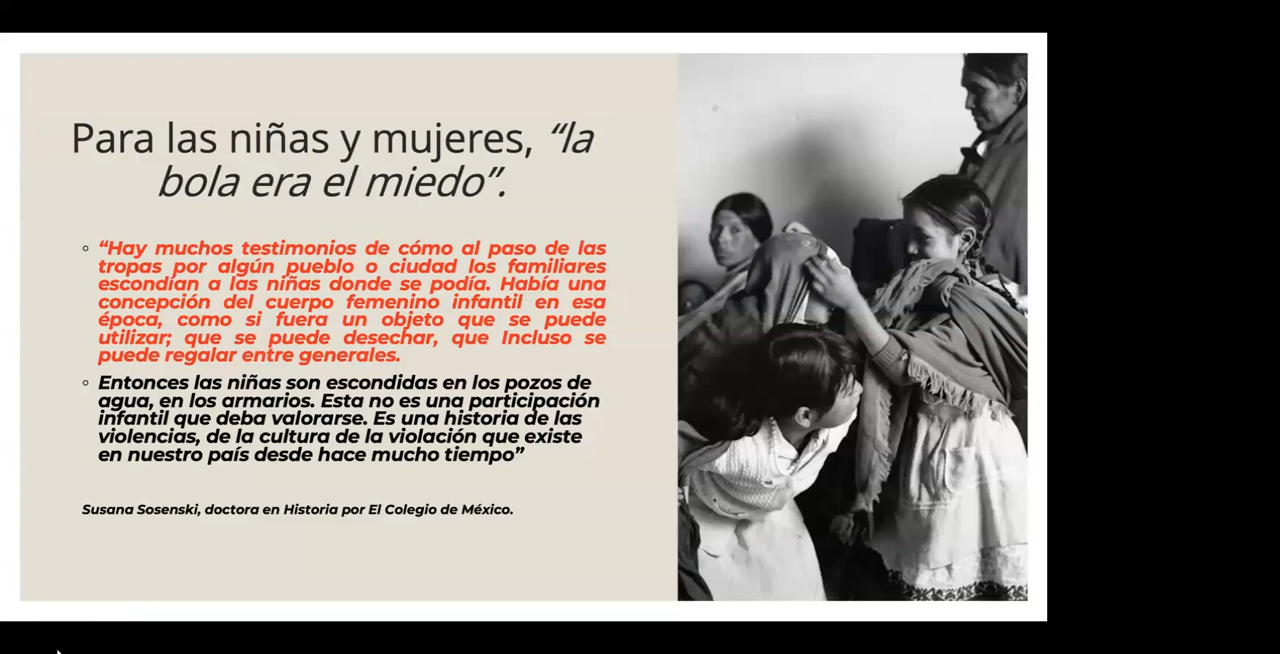 Para las niñas y mujeres, “la
bola era el miedo”.
“Hay muchos testimonios de cómo al paso de las
tropas por algún pueblo o ciudad los familiares
escondían a las niñas donde se podía. Había una
concepción del cuerpo femenino infantil en esa
época, como si fuera un objeto que se puede
utilizar; que se puede desechar, que Incluso se
puede regalar entre generales.
Entonces las niñas son escondidas en los pozos de
agua, en los armarios. Esta no es una participación
infantil que deba valorarse. Es una historia de las
violencias, de la cultura de la violación que existe
en nuestro país desde hace mucho tiempo”
Susana Sosenski, doctora en Historia por El Colegio de México.